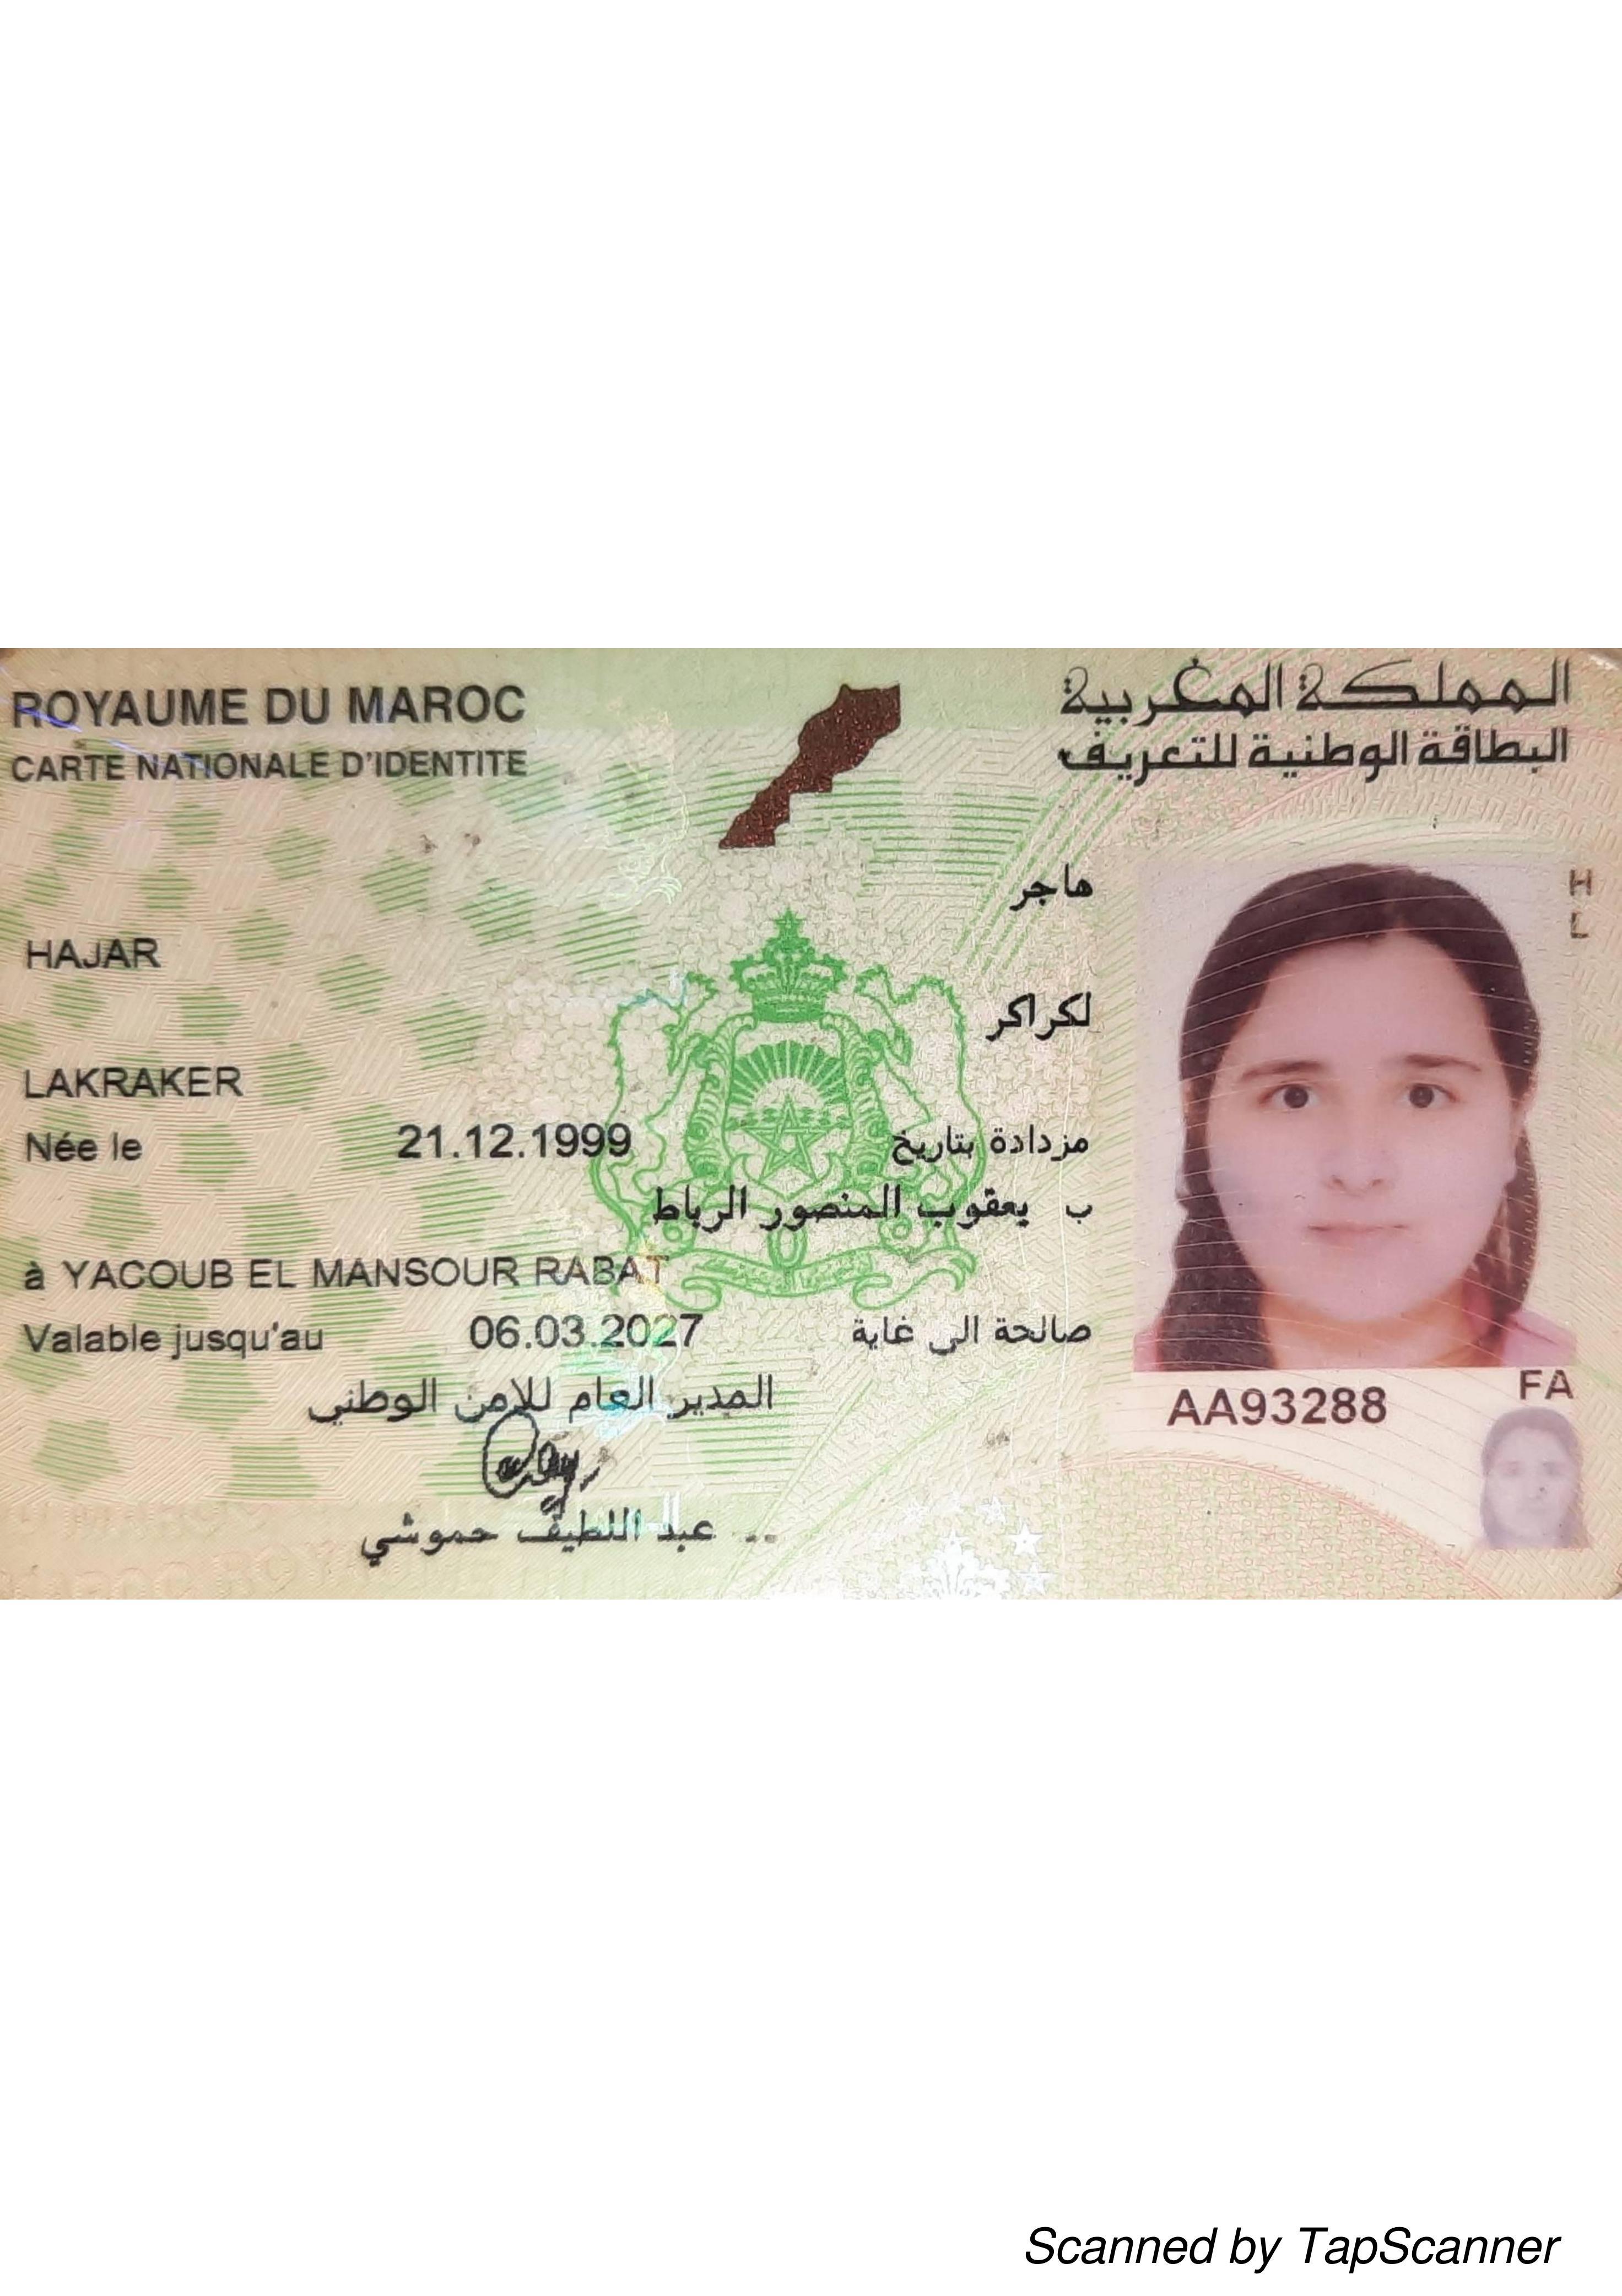 ROYAUME DU MAROC
المملكة المغربية
CARTE NATIONALE D'IDENTITE
البطاقة الوطنية للتعريف
هاجر
HAJAR
لكراكر
LAKRAKER
Née le 21.12.1999 مزدادة بتاريخ
ب يعقوب المنصور الرباط
à YACOUB EL MANSOUR RABAT
Valable jusqu'au 06.03.2027 صالحة الى غاية
المدير العام للامن الوطني
عبد اللطيف حموشي
H
L
AA93288
FA
Scanned by TapScanner